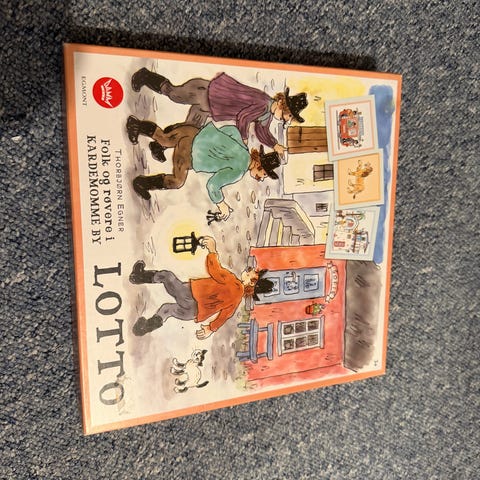 EGMONT
THORBJØRN EGNER
Folk og røvere i
KARDEMOMME BY
LOTTO